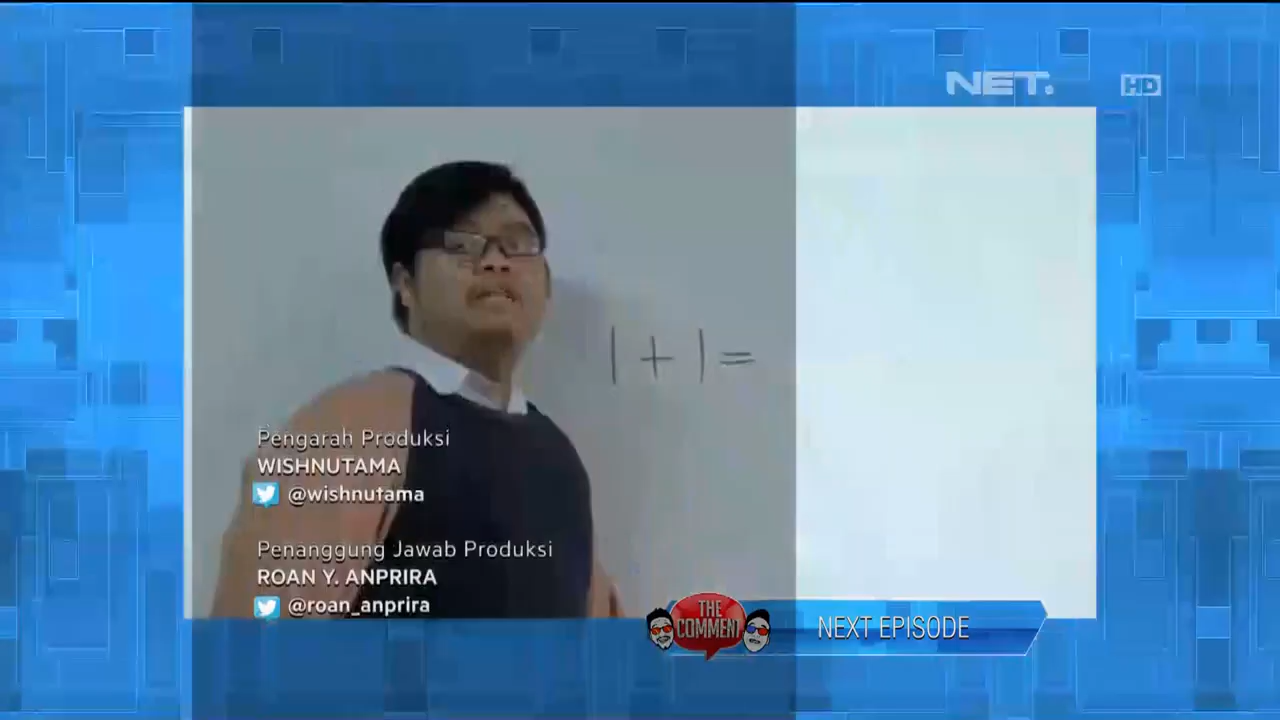 NET.
HD
1 + 1 =
Pengarah Produksi
WISHNUTAMA
@wishnutama
Penanggung Jawab Produksi
ROAN Y. ANPRIRA
@roan_anprira
THE
COMMENT
NEXT EPISODE